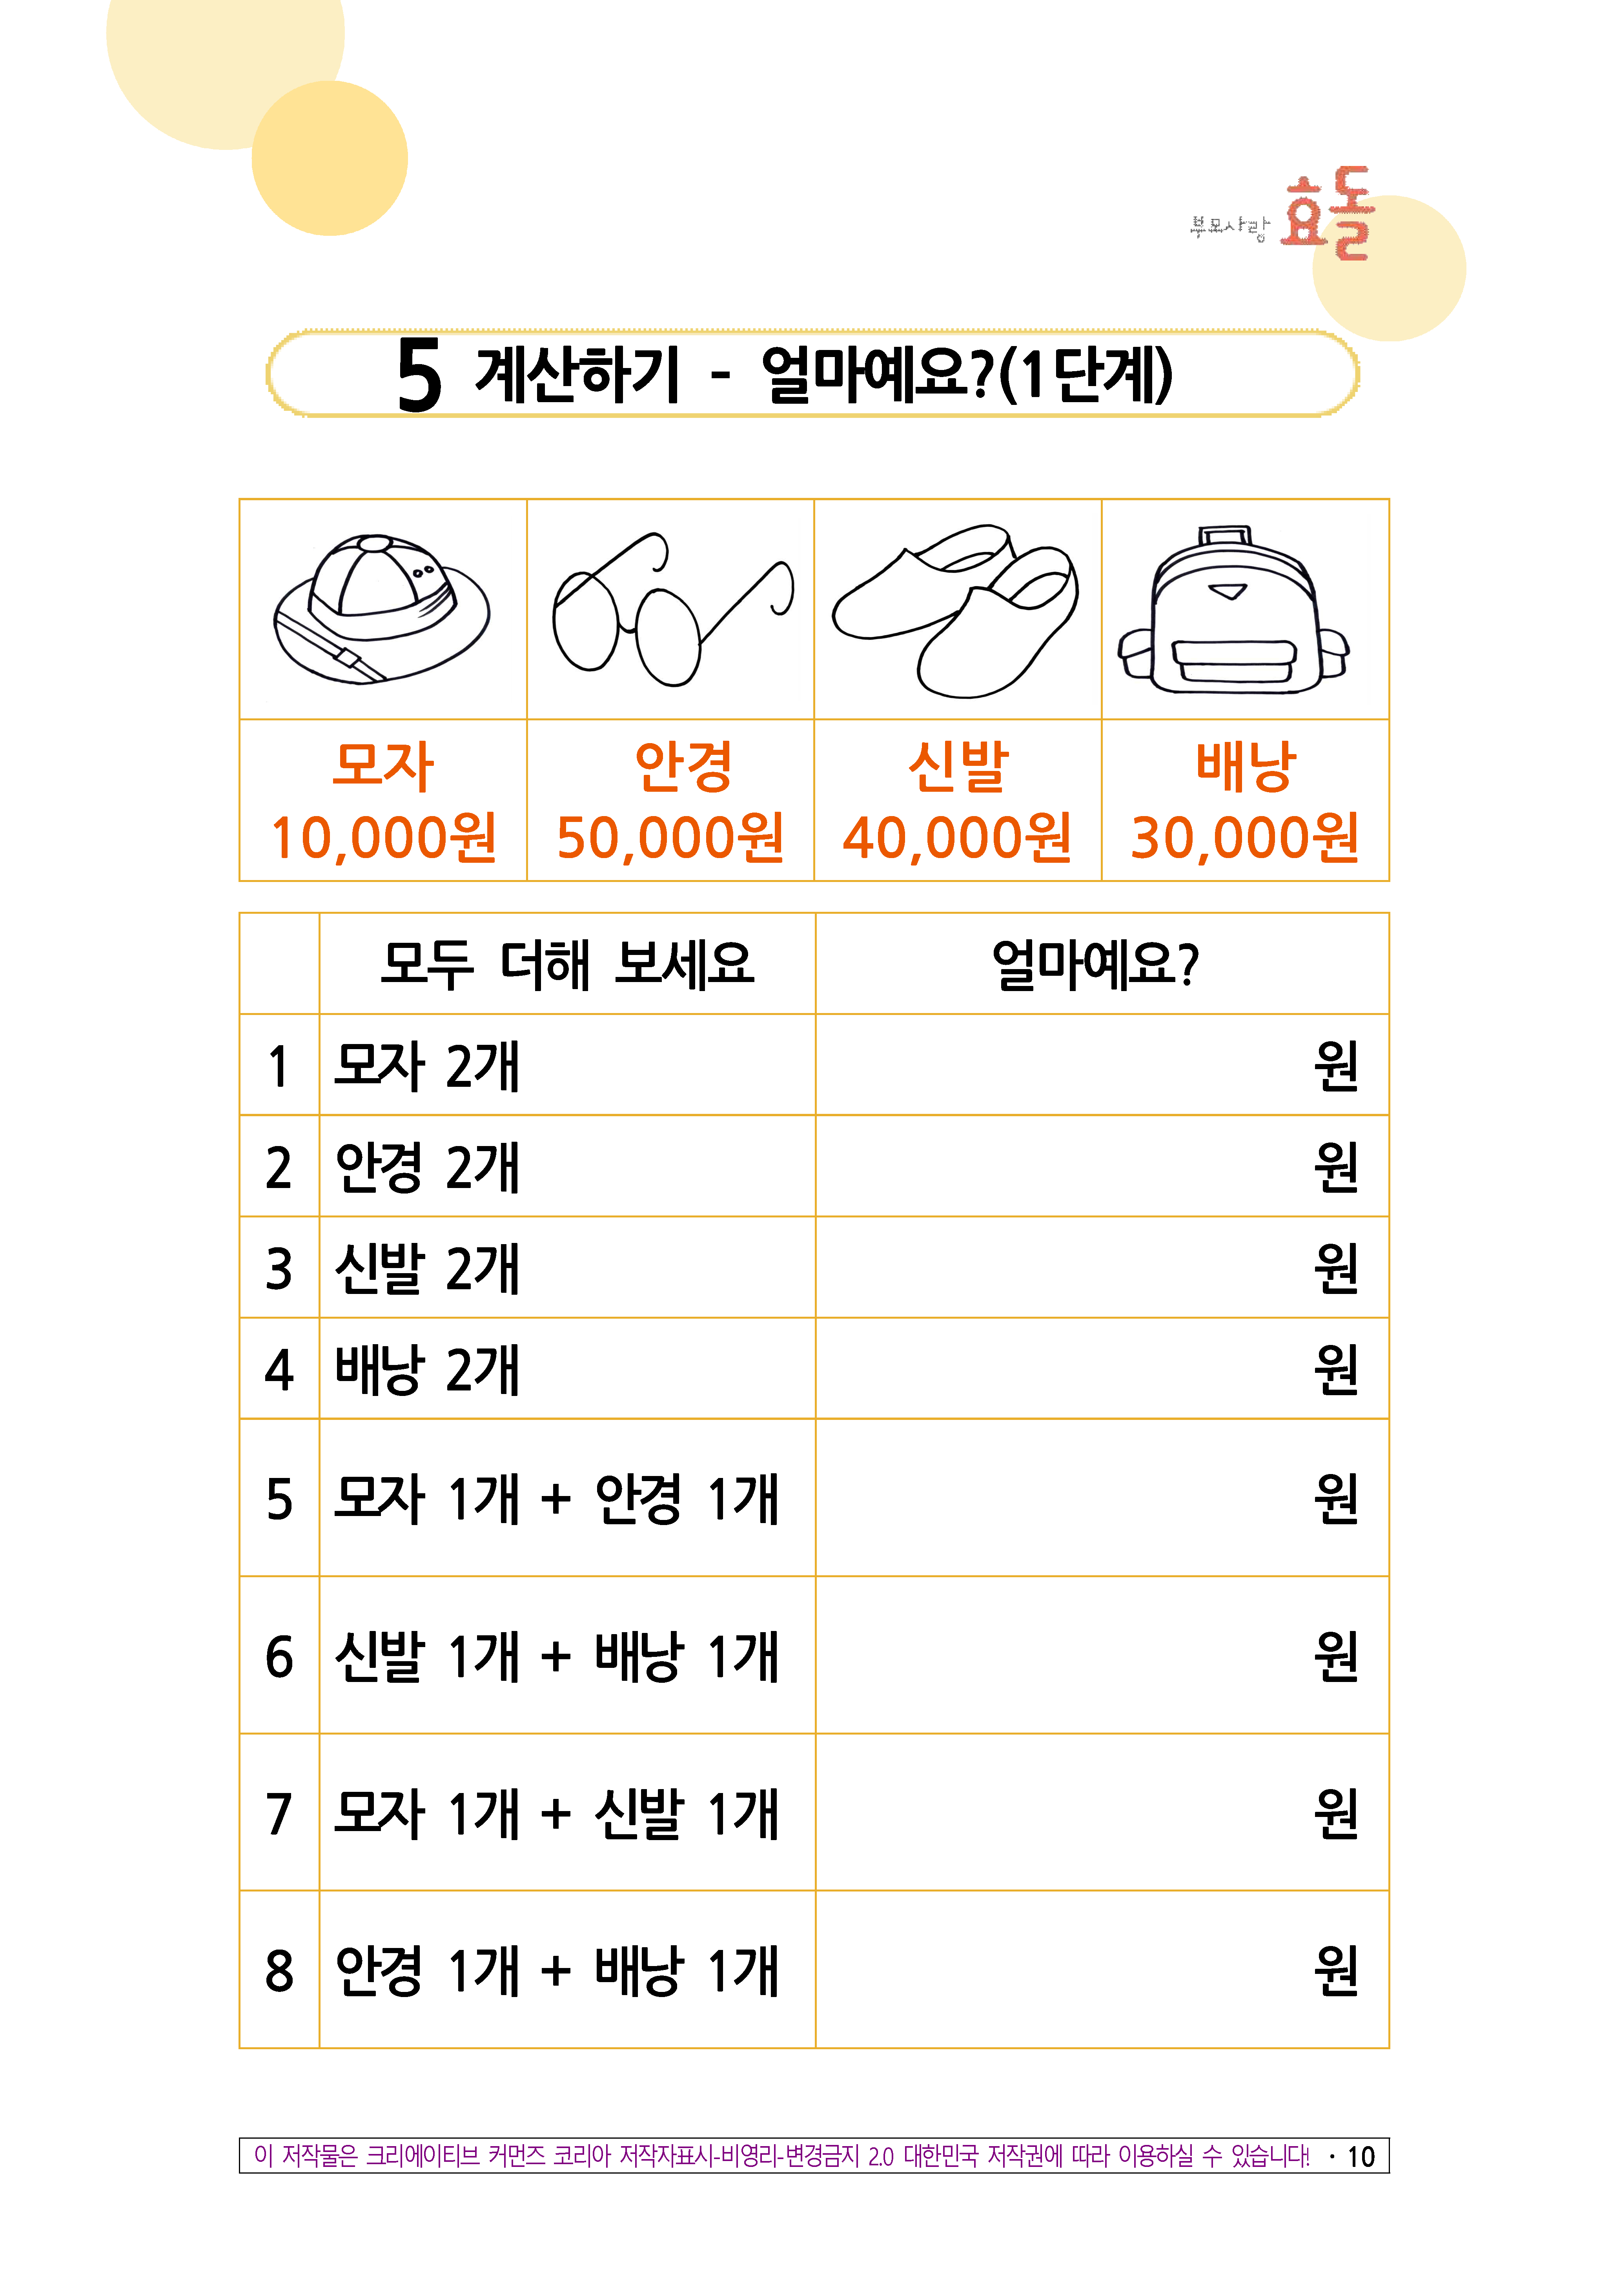 부모사랑 효돌
5 계산하기 - 얼마예요?(1단계)
모자 안경 신발 배낭
10,000원 50,000원 40,000원 30,000원
모두 더해 보세요 얼마예요?
1 모자 2개 원
2 안경 2개 원
3 신발 2개 원
4 배낭 2개 원
5 모자 1개 + 안경 1개 원
6 신발 1개 + 배낭 1개 원
7 모자 1개 + 신발 1개 원
8 안경 1개 + 배낭 1개 원
이 저작물은 크리에이티브 커먼즈 코리아 저작자표시-비영리-변경금지 2.0 대한민국 저작권에 따라 이용하실 수 있습니다! · 10